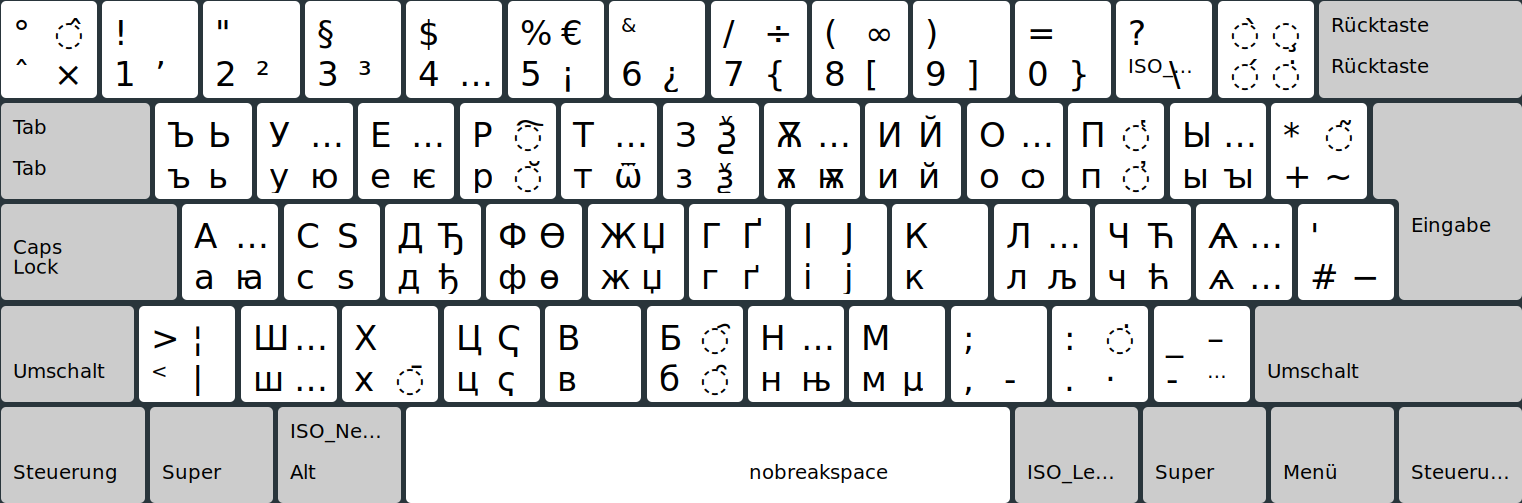 ° ◌̂ ! " § $ % € & / ÷ ( ∞ ) = ? ◌̀ ◌̣ Rücktaste
ˆ × 1 ʼ 2 ² 3 ³ 4 … 5 ¡ 6 ¿ 7 { 8 [ 9 ] 0 } ISO_… \ ◌́ Rücktaste
Tab Ъ Ь У … Е … Р Т … З Ѯ Ѫ … И Й О … П Ы … * ◌̃
Tab ъ ь у ю е ѥ р т ѿ з ѯ ѫ ѭ и й о ѻ п ы ꙑ + ~
А … С Ѕ Д Ђ Ф Ѳ Ж Џ Г Ґ І Ј К Л … Ч Ћ Ѧ … ' Eingabe
Caps
Lock
а ꙗ с ѕ д ђ ф ѳ ж џ г ґ і ј к л љ ч ћ ѧ … # −
> ¦ Ш … Х Ц Ҁ В Б Н … М ; : _ –
Umschalt < | ш … х ц ҁ в б н њ м µ , - . · - … Umschalt
ISO_Ne…
Steuerung Super Alt nobreakspace ISO_Le… Super Menü Steueru…